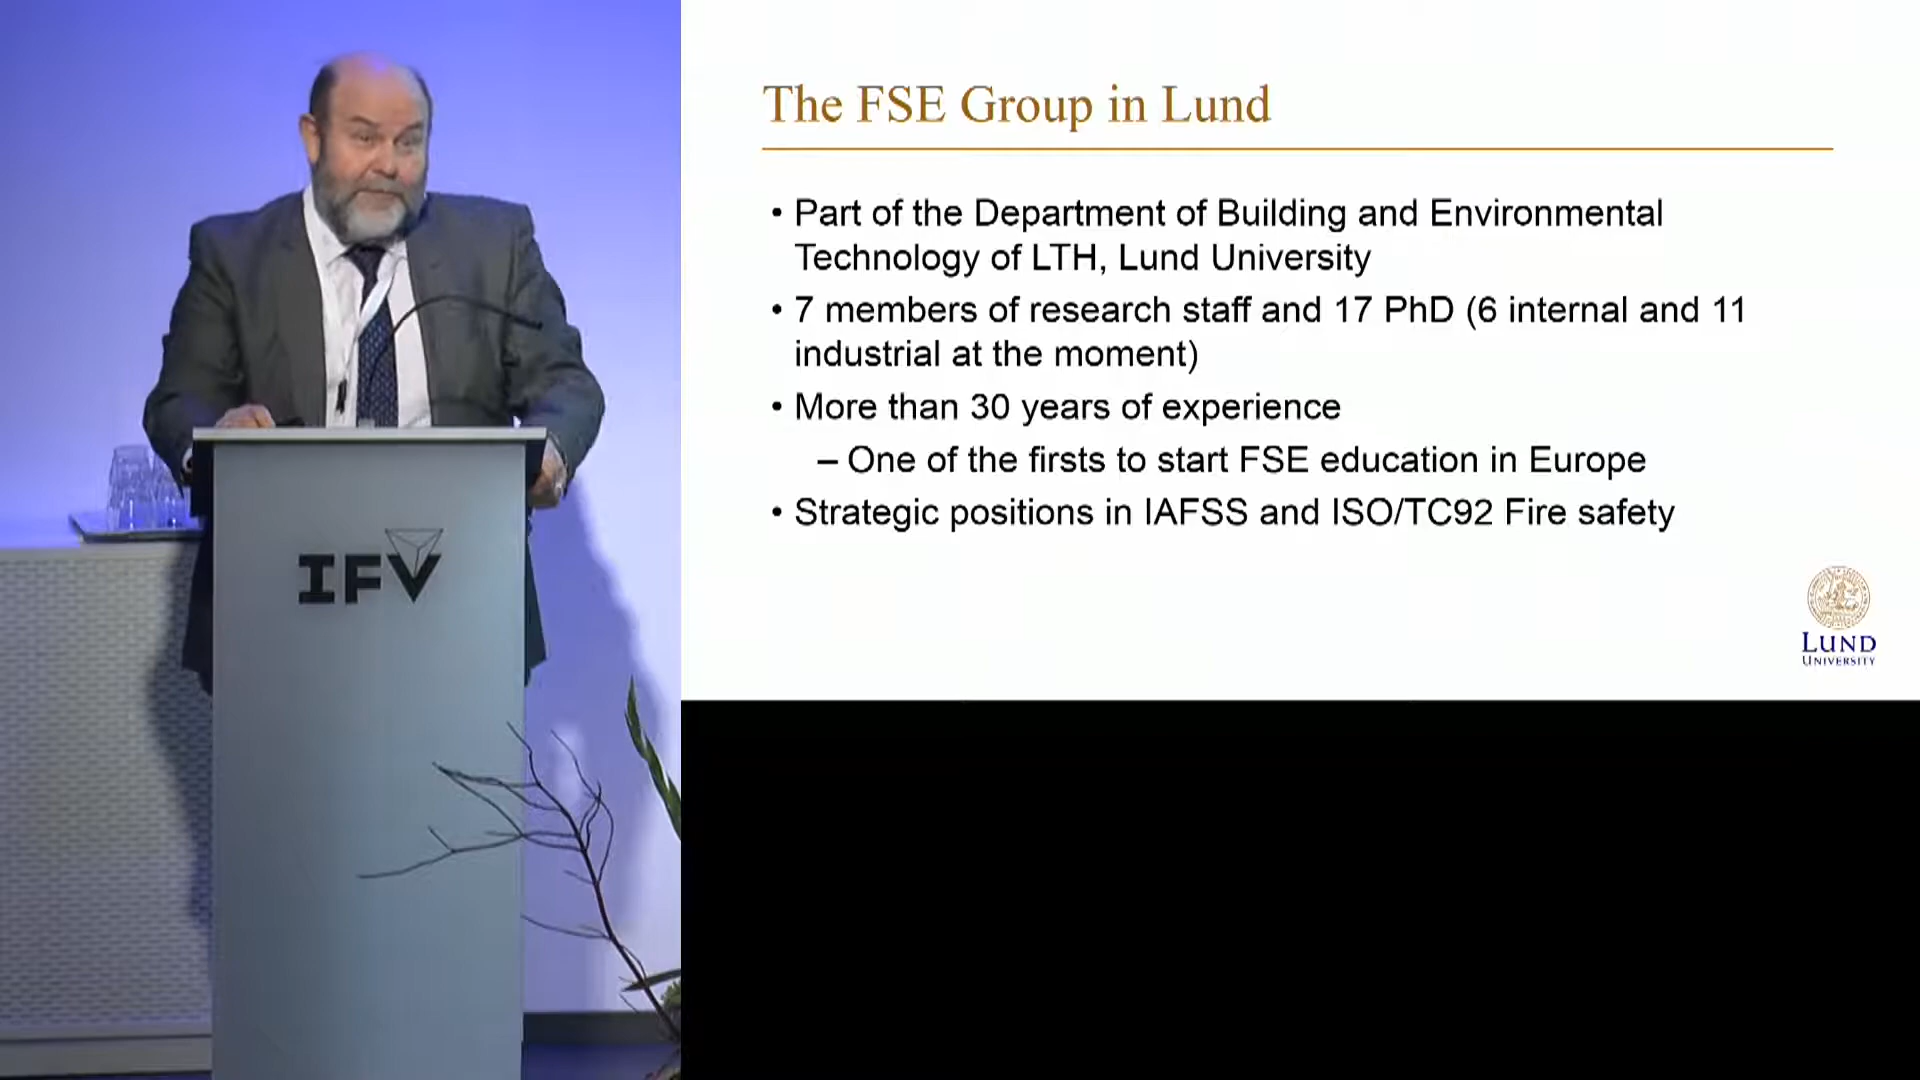 The FSE Group in Lund
• Part of the Department of Building and Environmental
Technology of LTH, Lund University
• 7 members of research staff and 17 PhD (6 internal and 11
industrial at the moment)
• More than 30 years of experience
– One of the firsts to start FSE education in Europe
• Strategic positions in IAFSS and ISO/TC92 Fire safety
LUND
UNIVERSITY
IFV